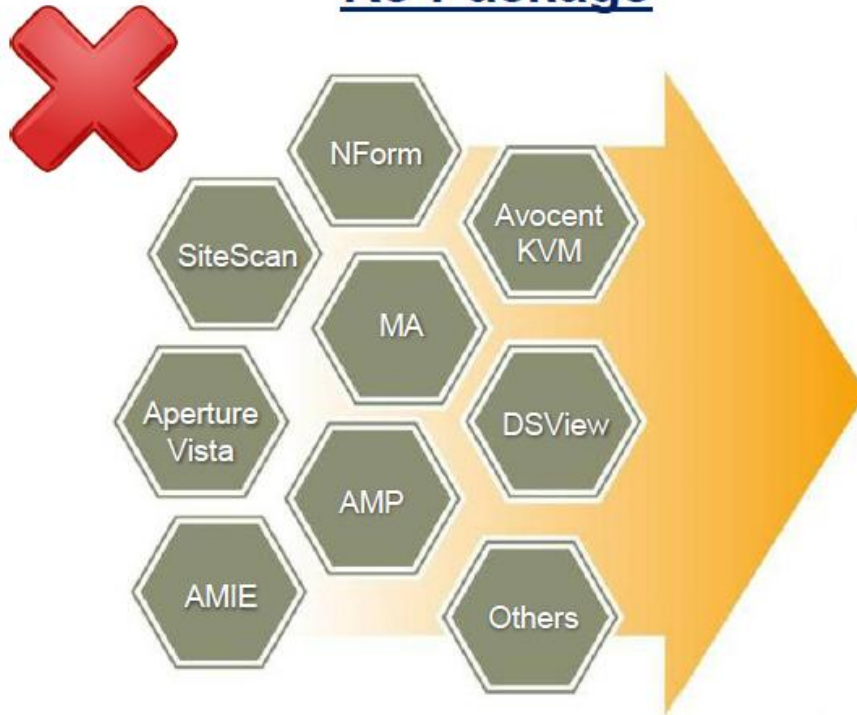 NForm
Avocent
KVM
SiteScan
MA
Aperture
Vista
DSView
AMP
AMIE
Others